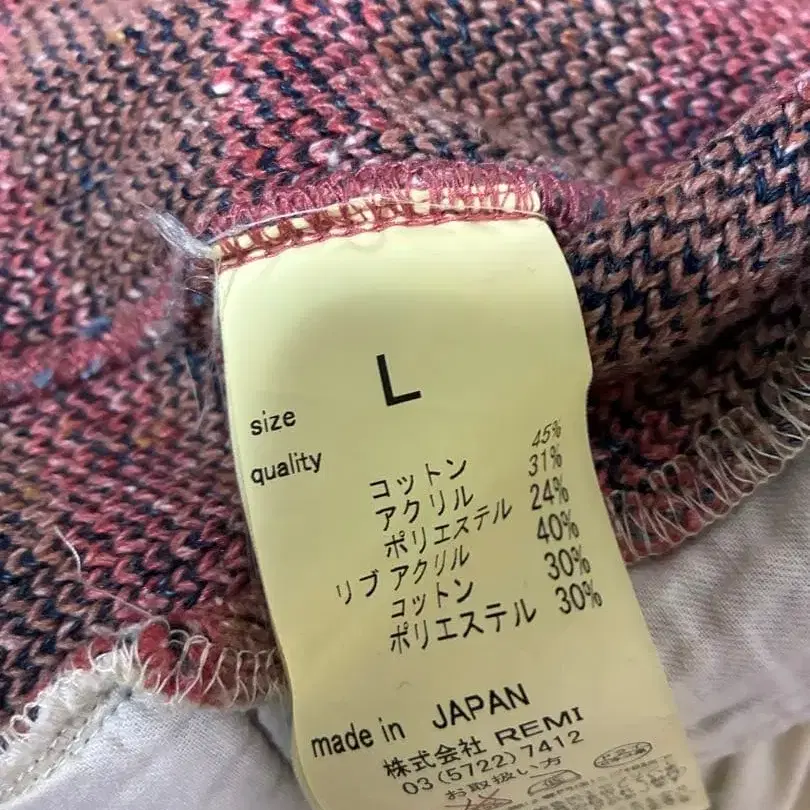 size L
quality
コットン 45%
アクリル 31%
ポリエステル 24%
リブ アクリル 40%
コットン 30%
ポリエステル 30%
made in JAPAN
株式会社 REMI
03(5722)7412
お取扱い方